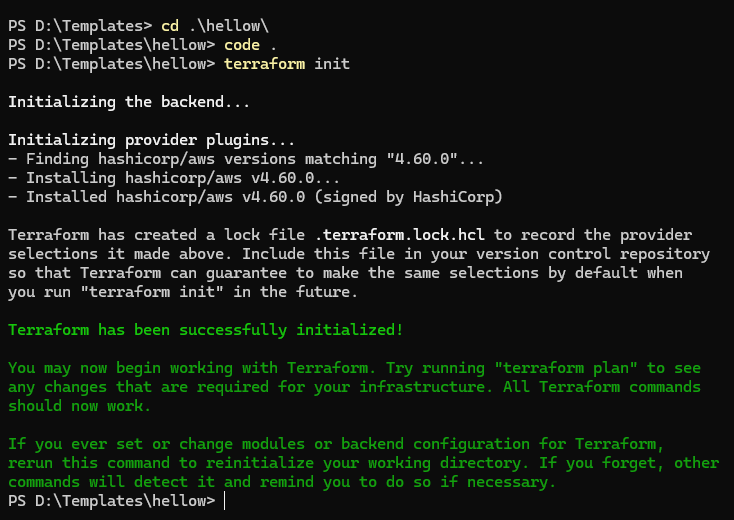 PS D:\Templates> cd .\hellow\
PS D:\Templates\hellow> code .
PS D:\Templates\hellow> terraform init
Initializing the backend...
Initializing provider plugins...
- Finding hashicorp/aws versions matching "4.60.0"...
- Installing hashicorp/aws v4.60.0...
- Installed hashicorp/aws v4.60.0 (signed by HashiCorp)
Terraform has created a lock file .terraform.lock.hcl to record the provider
selections it made above. Include this file in your version control repository
so that Terraform can guarantee to make the same selections by default when
you run "terraform init" in the future.
Terraform has been successfully initialized!
You may now begin working with Terraform. Try running "terraform plan" to see
any changes that are required for your infrastructure. All Terraform commands
should now work.
If you ever set or change modules or backend configuration for Terraform,
rerun this command to reinitialize your working directory. If you forget, other
commands will detect it and remind you to do so if necessary.
PS D:\Templates\hellow>